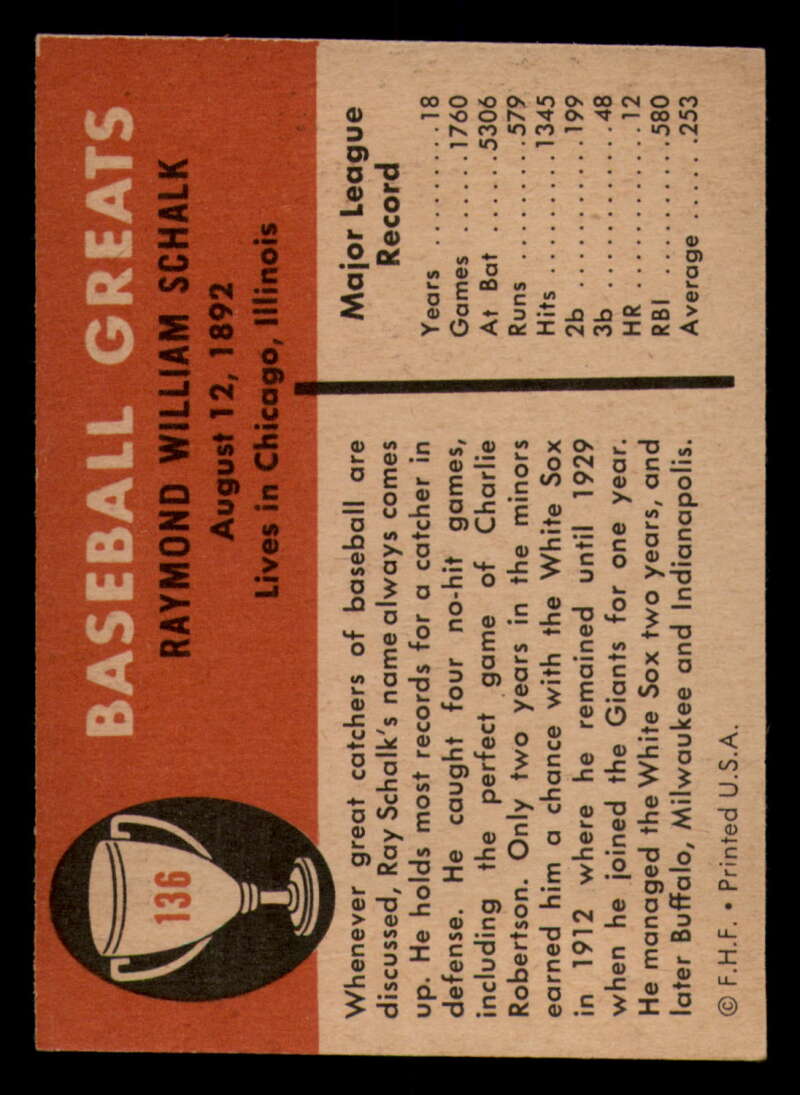 BASEBALL GREATS
RAYMOND WILLIAM SCHALK
August 12, 1892
Lives in Chicago, Illinois
136
Whenever great catchers of baseball are
discussed, Ray Schalk's name always comes
up. He holds most records for a catcher in
defense. He caught four no-hit games,
including the perfect game of Charlie
Robertson. Only two years in the minors
earned him a chance with the White Sox
in 1912 where he remained until 1929
when he joined the Giants for one year.
He managed the White Sox two years, and
later Buffalo, Milwaukee and Indianapolis.
© F.H.F. • Printed U.S.A.
Major League
Record
Years .........18
Games .......1760
At Bat ......5306
Runs .........579
Hits .........1345
2b ...........199
3b ............48
HR ............12
RBI ..........580
Average ......253